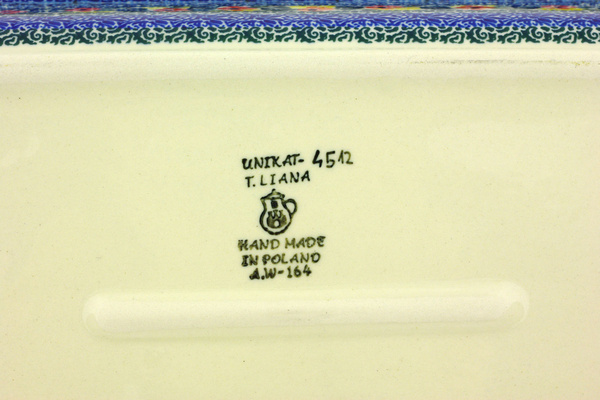 UNIKAT- 4512
T. LIANA
HAND MADE
IN POLAND
A.W-164